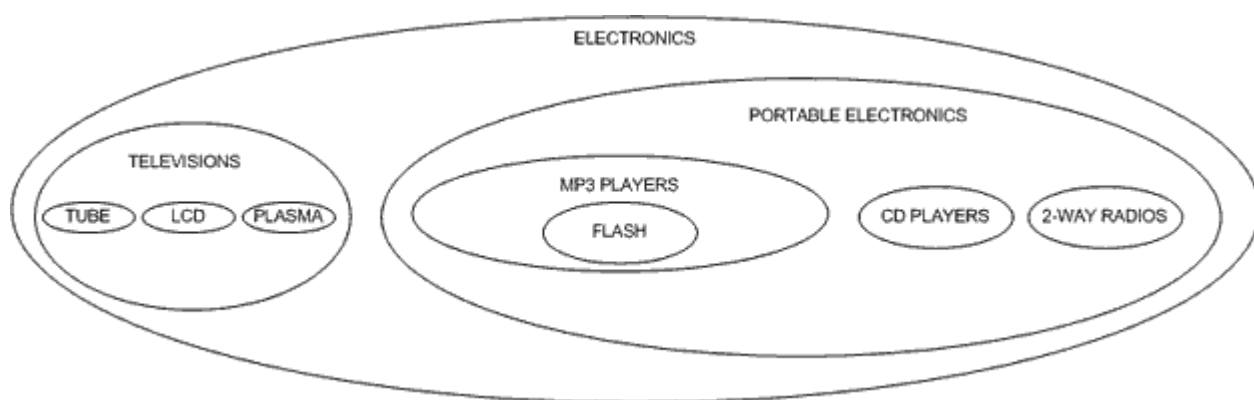 ELECTRONICS
PORTABLE ELECTRONICS
TELEVISIONS
MP3 PLAYERS
TUBE
LCD
PLASMA
FLASH
CD PLAYERS
2-WAY RADIOS